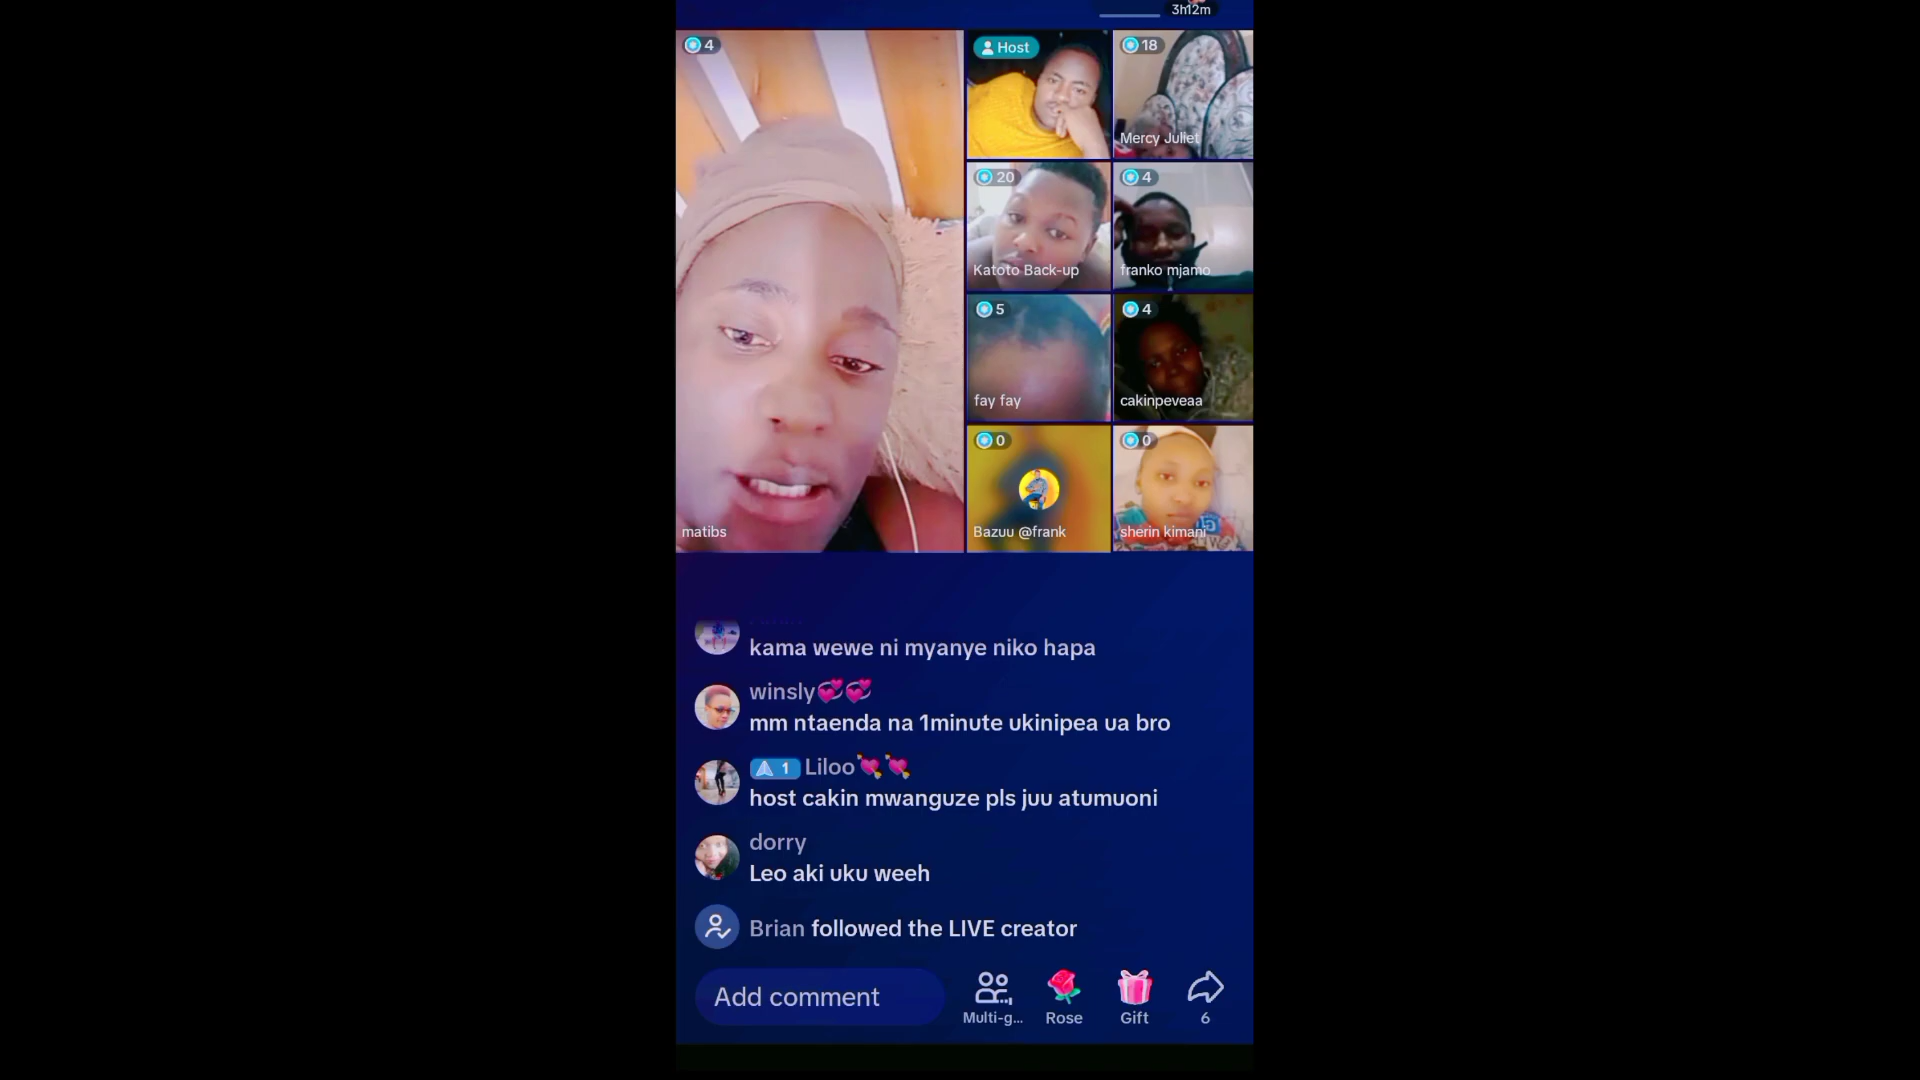 3h12m
4
Host
18
Mercy Juliet
20
Katoto Back-up
4
franko mjamo
5
fay fay
4
cakinpeveaa
matibs
0
Bazuu @frank
0
sherin kimani
kama wewe ni myanye niko hapa
winsly💞💞
mm ntaenda na 1minute ukinipea ua bro
1 Liloo💘💘
host cakin mwanguze pls juu atumuoni
dorry
Leo aki uku weeh
Brian followed the LIVE creator
Add comment
Multi-g...
Rose
Gift
6